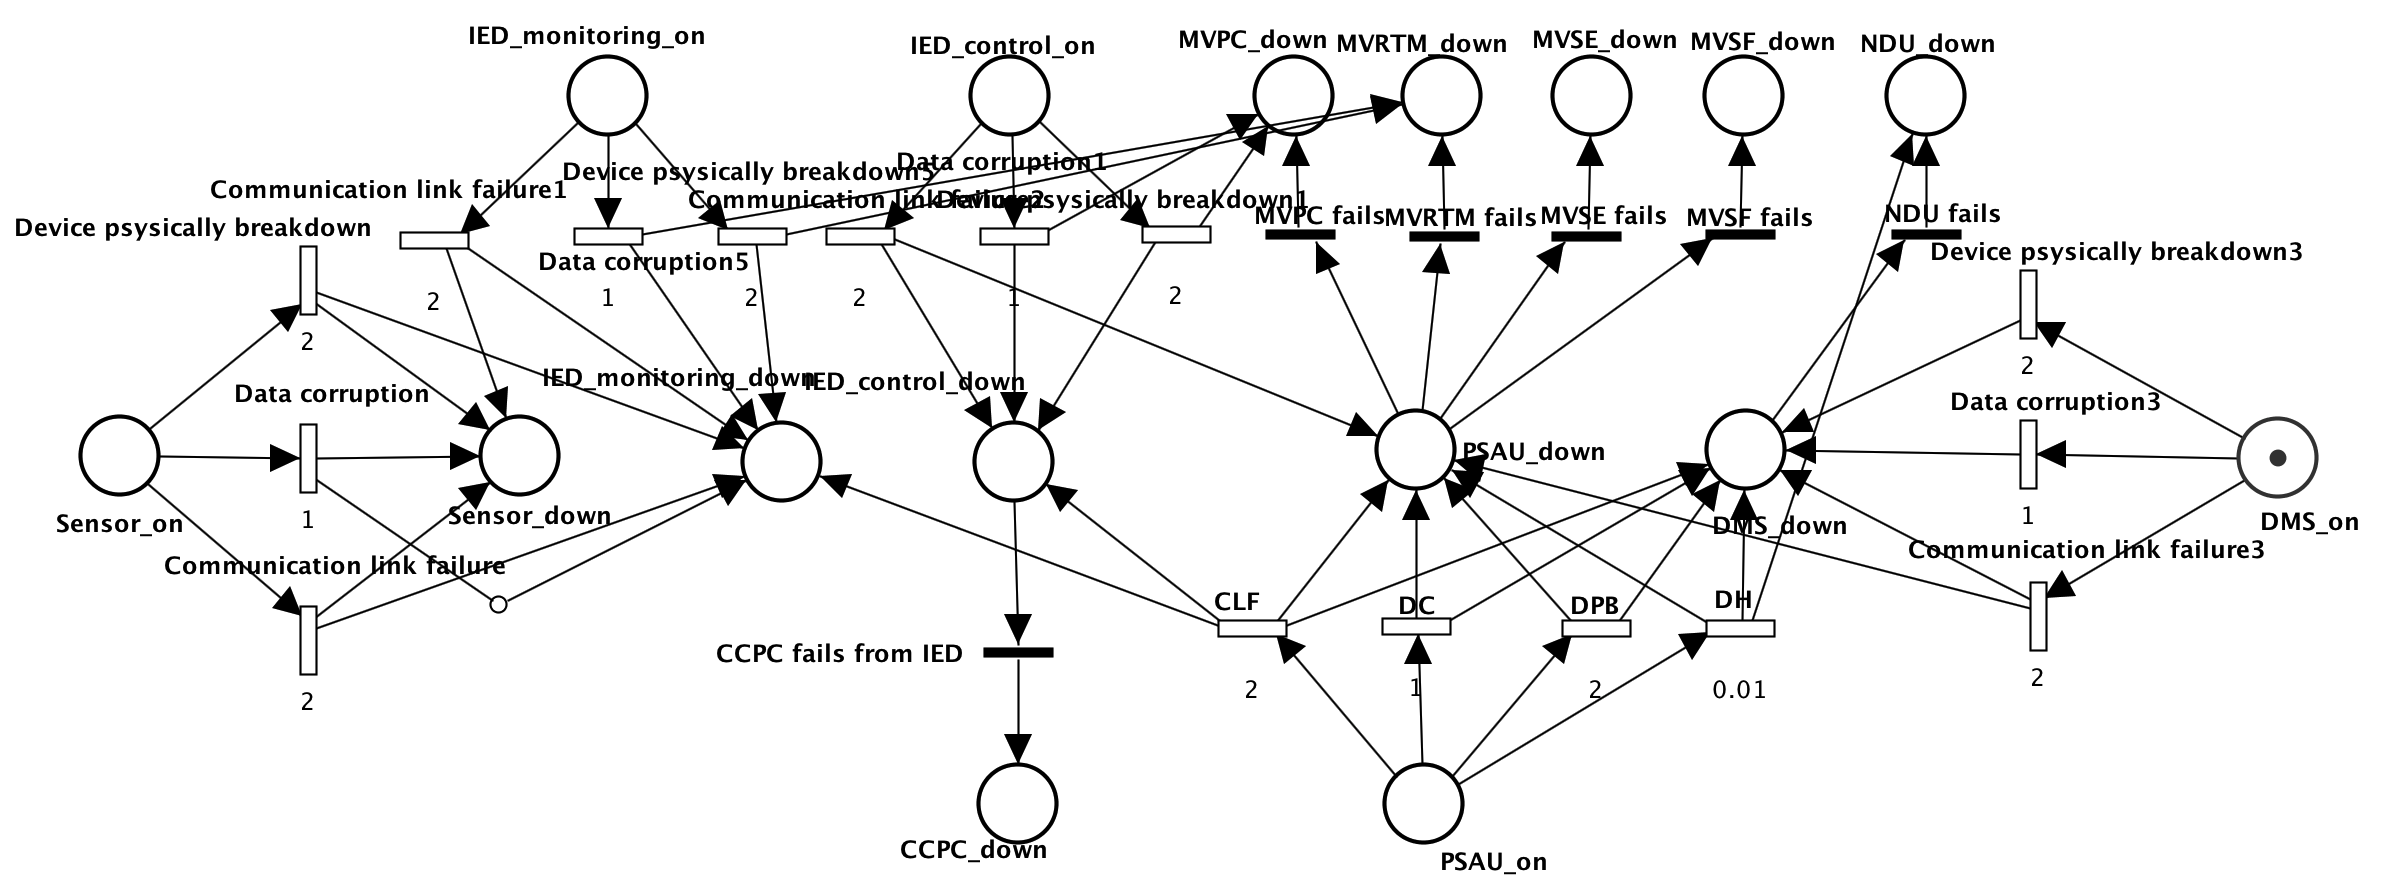 IED_monitoring_on
IED_control_on
MVPC_down
MVRTM_down
MVSE_down
MVSF_down
NDU_down
Data corruption1
Device psysically breakdown5
Communication link failure1
Communication link failure2
Device psysically breakdown1
MVPC fails
MVRTM fails
MVSE fails
MVSF fails
NDU fails
Device psysically breakdown
Device psysically breakdown3
Data corruption5
2
1
2
2
1
2
2
2
Data corruption
IED_monitoring_down
IED_control_down
Data corruption3
PSAU_down
Sensor_on
1
Sensor_down
DMS_down
1
DMS_on
Communication link failure
Communication link failure3
CLF
DC
DPB
DH
CCPC fails from IED
2
2
1
2
0.01
2
CCPC_down
PSAU_on